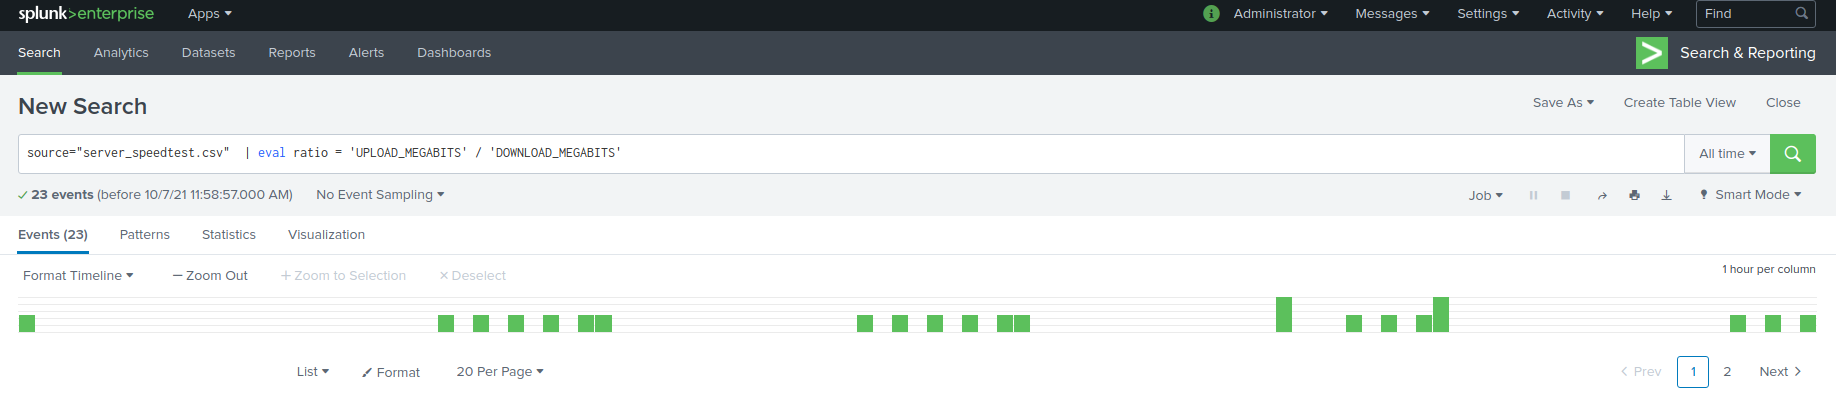 splunk>enterprise Apps Administrator Messages Settings Activity Help Find
Search Analytics Datasets Reports Alerts Dashboards Search & Reporting
New Search Save As Create Table View Close
source="server_speedtest.csv" | eval ratio = 'UPLOAD_MEGABITS' / 'DOWNLOAD_MEGABITS' All time
23 events (before 10/7/21 11:58:57.000 AM) No Event Sampling Job Smart Mode
Events (23) Patterns Statistics Visualization
Format Timeline — Zoom Out + Zoom to Selection × Deselect 1 hour per column
List Format 20 Per Page < Prev 1 2 Next >